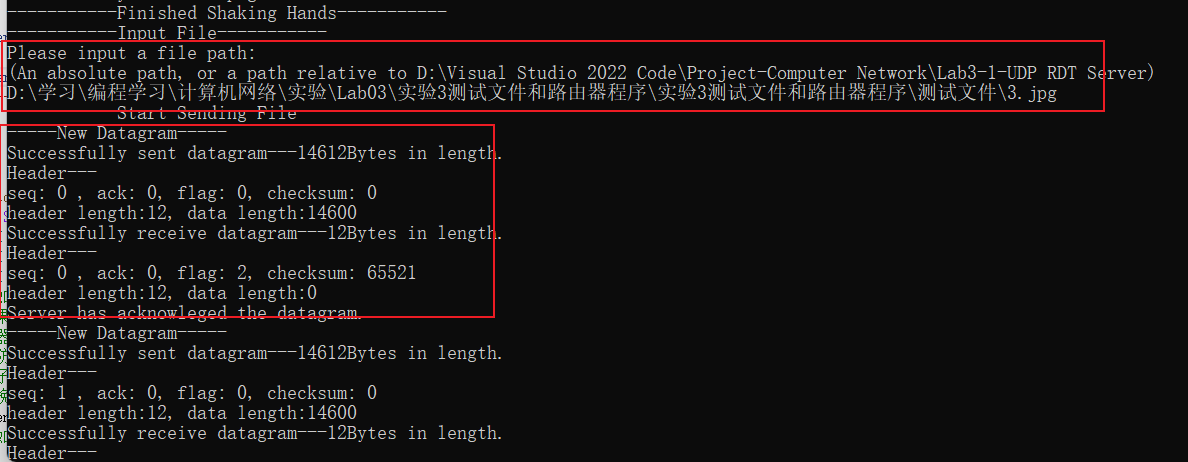 -----------Finished Shaking Hands-----------
-----------Input File-----------
Please input a file path:
(An absolute path, or a path relative to D:\Visual Studio 2022 Code\Project-Computer Network\Lab3-1-UDP RDT Server)
D:\学习\编程学习\计算机网络\实验\Lab03\实验3测试文件和路由器程序\实验3测试文件和路由器程序\测试文件\3.jpg
Start Sending File
-----New Datagram-----
Successfully sent datagram---14612Bytes in length.
Header---
seq: 0 , ack: 0, flag: 0, checksum: 0
header length:12, data length:14600
Successfully receive datagram---12Bytes in length.
Header---
seq: 0 , ack: 0, flag: 2, checksum: 65521
header length:12, data length:0
Server has acknowleged the datagram.
-----New Datagram-----
Successfully sent datagram---14612Bytes in length.
Header---
seq: 1 , ack: 0, flag: 0, checksum: 0
header length:12, data length:14600
Successfully receive datagram---12Bytes in length.
Header---